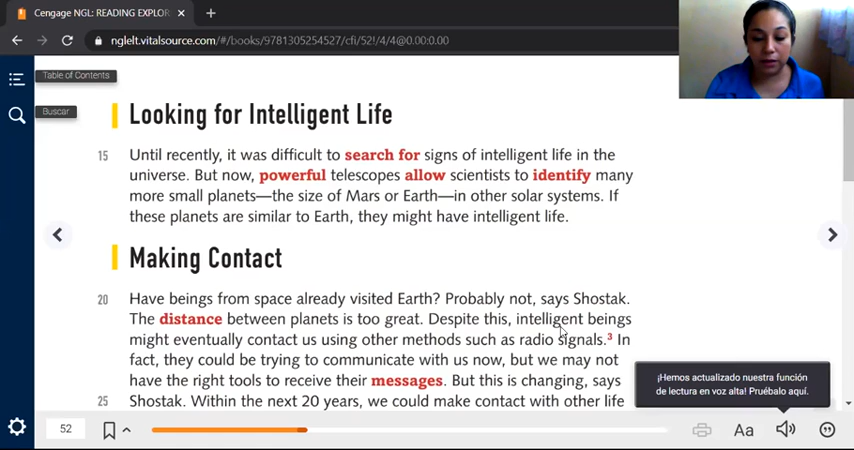 Cengage NGL: READING EXPLOR
nglelt.vitalsource.com/#/books/9781305254527/cfi/52!/4/4@0.00:0.00
Table of Contents
Buscar
Looking for Intelligent Life
15 Until recently, it was difficult to search for signs of intelligent life in the
universe. But now, powerful telescopes allow scientists to identify many
more small planets—the size of Mars or Earth—in other solar systems. If
these planets are similar to Earth, they might have intelligent life.
Making Contact
20 Have beings from space already visited Earth? Probably not, says Shostak.
The distance between planets is too great. Despite this, intelligent beings
might eventually contact us using other methods such as radio signals.³ In
fact, they could be trying to communicate with us now, but we may not
have the right tools to receive their messages. But this is changing, says
25 Shostak. Within the next 20 years, we could make contact with other life
¡Hemos actualizado nuestra función
de lectura en voz alta! Pruébalo aquí.
52
Aa